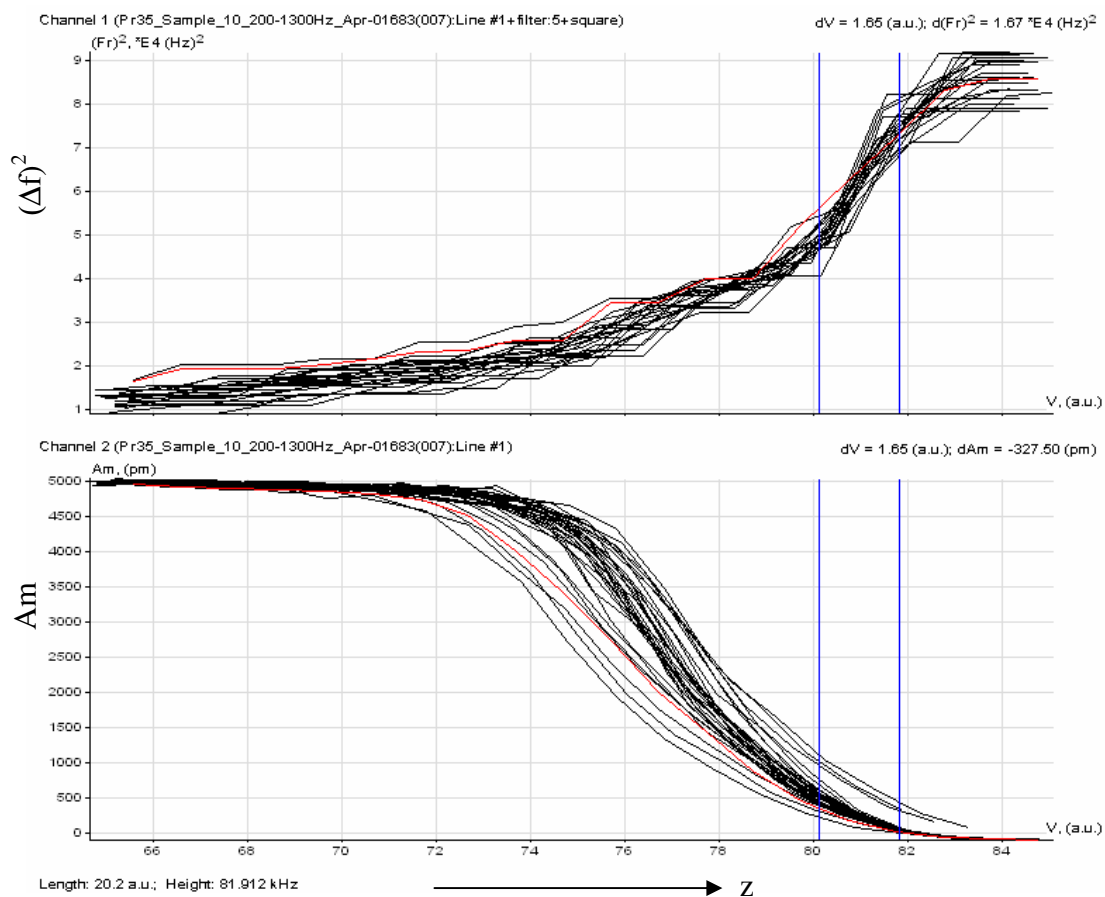 Channel 1 (Pr35_Sample_10_200-1300Hz_Apr-01683(007):Line #1+filter:5+square) dV = 1.65 (a.u.); d(Fr)² = 1.67 *E4 (Hz)²
(Fr)², *E4 (Hz)²
9
8
7
6
5
4
3
2
1
(Δf)²
V, (a.u.)
Channel 2 (Pr35_Sample_10_200-1300Hz_Apr-01683(007):Line #1) dV = 1.65 (a.u.); dAm = -327.50 (pm)
Am, (pm)
5000
4500
4000
3500
3000
2500
2000
1500
1000
500
0
Am
V, (a.u.)
66 68 70 72 74 76 78 80 82 84
Length: 20.2 a.u.; Height: 81.912 kHz
z